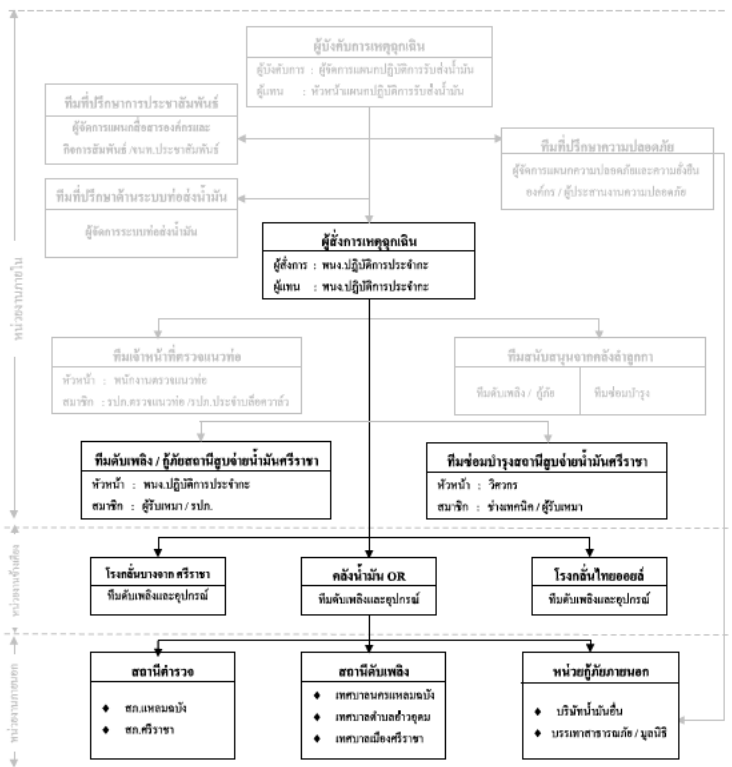 ผู้บังคับการเหตุฉุกเฉิน
ผู้บังคับการ : ผู้จัดการแผนกปฏิบัติการรับส่งน้ำมัน
ผู้แทน : หัวหน้าแผนกปฏิบัติการรับส่งน้ำมัน
ทีมที่ปรึกษาการประชาสัมพันธ์
ผู้จัดการแผนกสื่อสารองค์กรและ
กิจการสัมพันธ์ /จนท.ประชาสัมพันธ์
ทีมที่ปรึกษาความปลอดภัย
ผู้จัดการแผนกความปลอดภัยและความยั่งยืน
องค์กร / ผู้ประสานงานความปลอดภัย
ทีมที่ปรึกษาด้านระบบท่อส่งน้ำมัน
ผู้จัดการระบบท่อส่งน้ำมัน
ผู้สั่งการเหตุฉุกเฉิน
ผู้สั่งการ : พนง.ปฏิบัติการประจำกะ
ผู้แทน : พนง.ปฏิบัติการประจำกะ
หน่วยงานภายใน
ทีมเจ้าหน้าที่ตรวจแนวท่อ
หัวหน้า : พนักงานตรวจแนวท่อ
สมาชิก : รปภ.ตรวจแนวท่อ /รปภ.ประจำบล็อควาล์ว
ทีมสนับสนุนจากคลังลำลูกกา
ทีมดับเพลิง / กู้ภัย
ทีมซ่อมบำรุง
ทีมดับเพลิง / กู้ภัยสถานีสูบจ่ายน้ำมันศรีราชา
หัวหน้า : พนง.ปฏิบัติการประจำกะ
สมาชิก : ผู้รับเหมา / รปภ.
ทีมซ่อมบำรุงสถานีสูบจ่ายน้ำมันศรีราชา
หัวหน้า : วิศวกร
สมาชิก : ช่างเทคนิค / ผู้รับเหมา
หน่วยงานข้างเคียง
โรงกลั่นบางจาก ศรีราชา
ทีมดับเพลิงและอุปกรณ์
คลังน้ำมัน OR
ทีมดับเพลิงและอุปกรณ์
โรงกลั่นไทยออยล์
ทีมดับเพลิงและอุปกรณ์
หน่วยงานภายนอก
สถานีตำรวจ
♦ สภ.แหลมฉบัง
♦ สภ.ศรีราชา
สถานีดับเพลิง
♦ เทศบาลนครแหลมฉบัง
♦ เทศบาลตำบลอ่าวอุดม
♦ เทศบาลเมืองศรีราชา
หน่วยกู้ภัยภายนอก
♦ บริษัทน้ำมันอื่น
♦ บรรเทาสาธารณภัย / มูลนิธิ